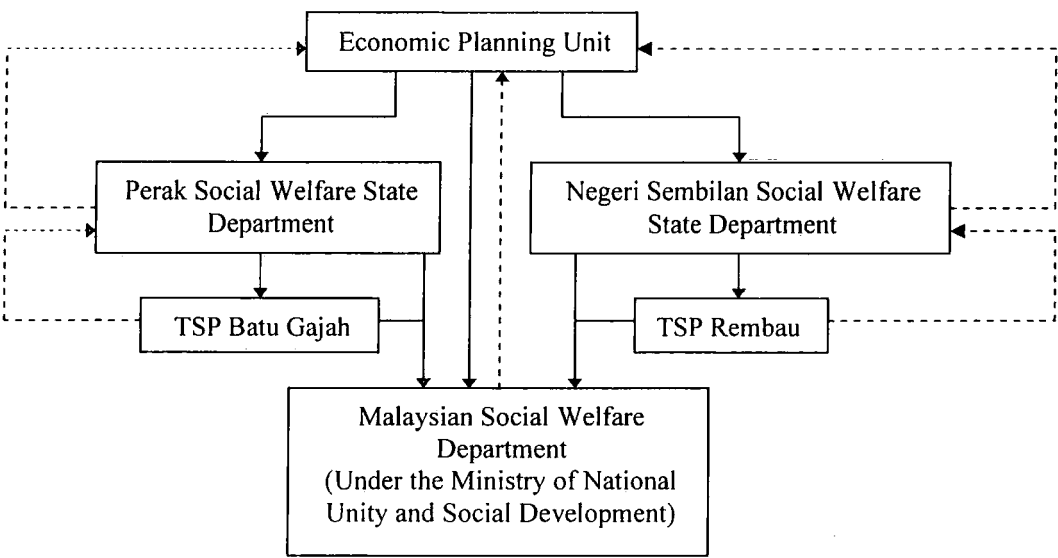 Economic Planning Unit
Perak Social Welfare State
Department
Negeri Sembilan Social Welfare
State Department
TSP Batu Gajah
TSP Rembau
Malaysian Social Welfare
Department
(Under the Ministry of National
Unity and Social Development)